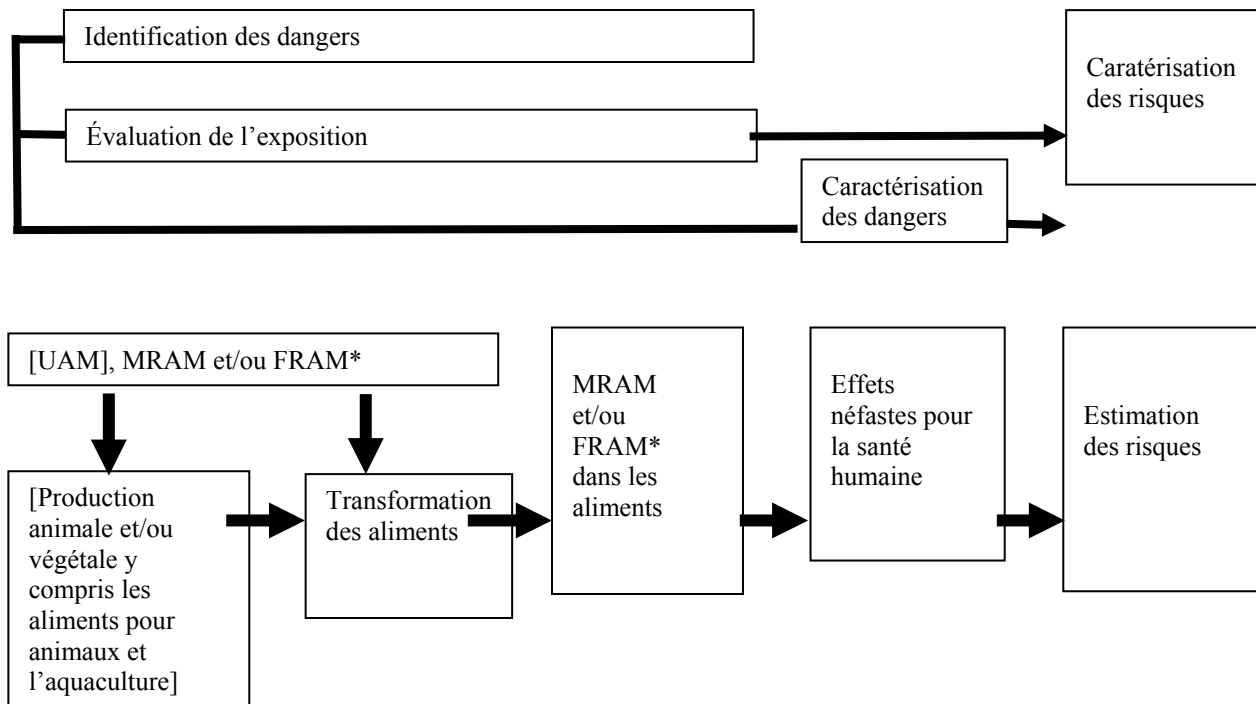 Identification des dangers
Évaluation de l’exposition
Caractérisation
des dangers
Caratérisation
des risques
[UAM], MRAM et/ou FRAM*
[Production
animale et/ou
végétale y
compris les
aliments pour
animaux et
l’aquaculture]
Transformation
des aliments
MRAM
et/ou
FRAM*
dans les
aliments
Effets
néfastes pour
la santé
humaine
Estimation
des risques